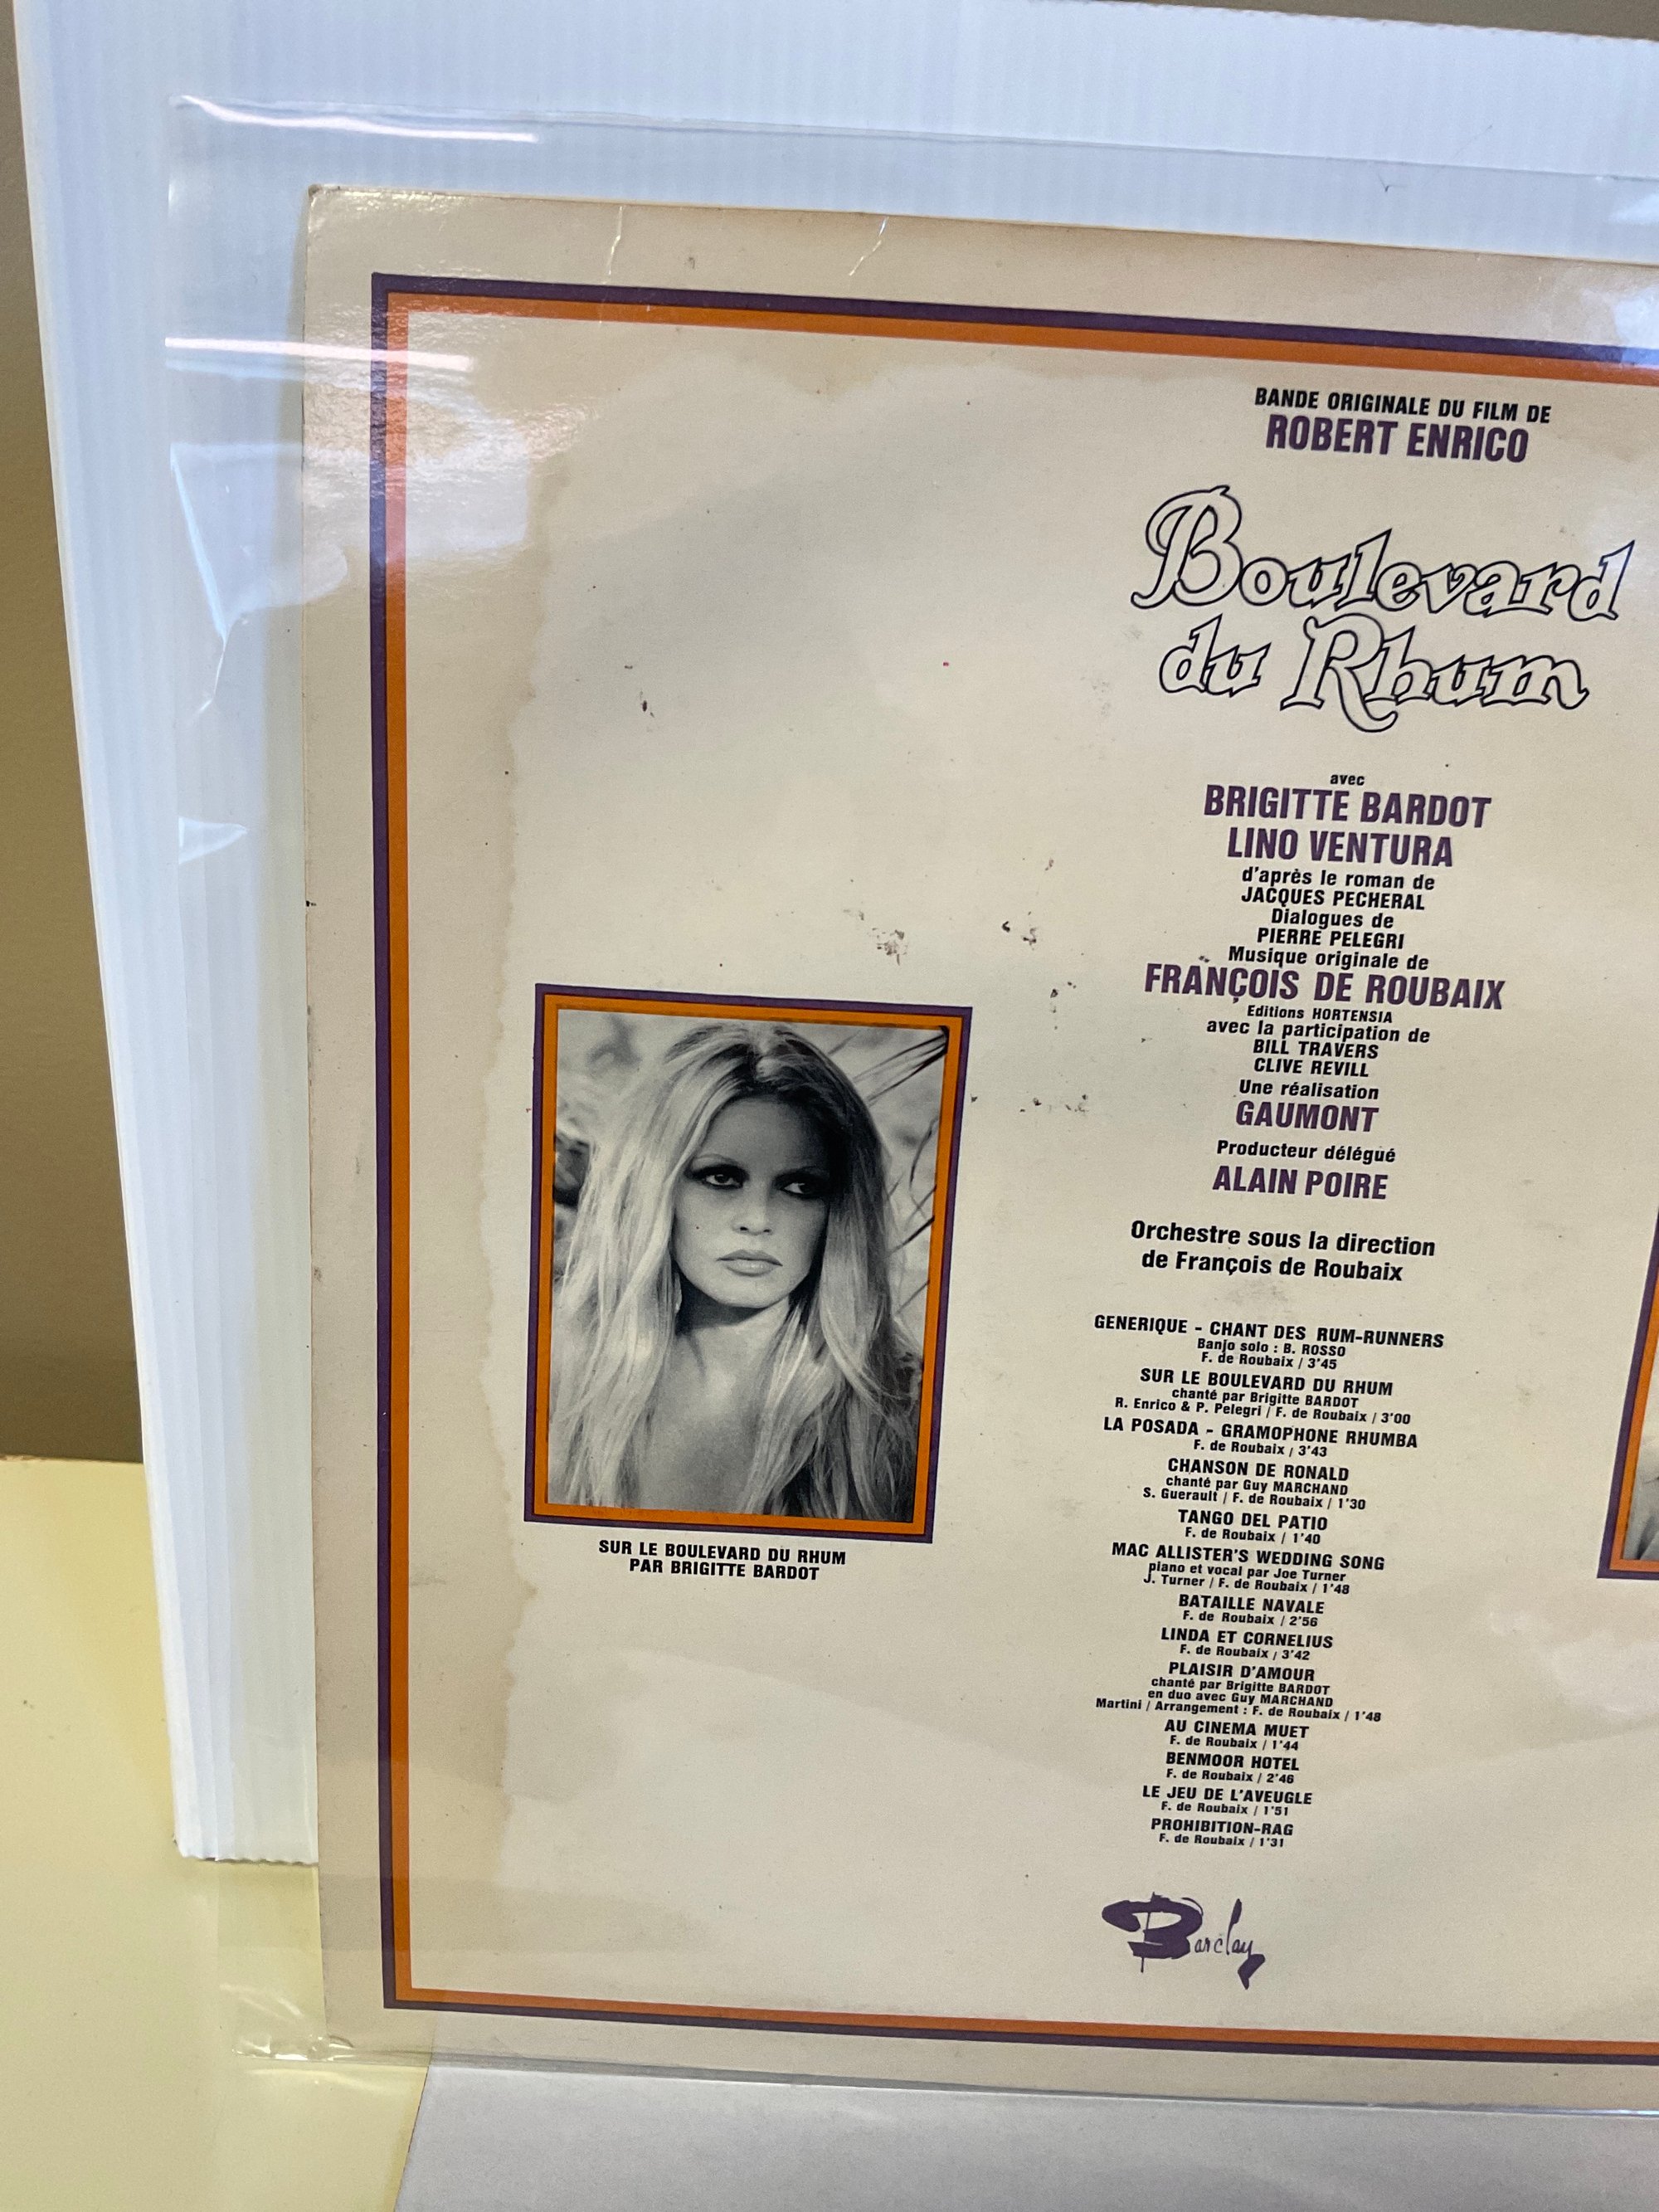 BANDE ORIGINALE DU FILM DE
ROBERT ENRICO
Boulevard
du Rhum
avec
BRIGITTE BARDOT
LINO VENTURA
d'après le roman de
JACQUES PECHERAL
Dialogues de
PIERRE PELEGRI
Musique originale de
FRANÇOIS DE ROUBAIX
Editions HORTENSIA
avec la participation de
BILL TRAVERS
CLIVE REVILL
Une réalisation
GAUMONT
Producteur délégué
ALAIN POIRE
Orchestre sous la direction
de François de Roubaix
GENERIQUE - CHANT DES RUM-RUNNERS
Banjo solo : B. ROSSO
F. de Roubaix / 3'45
SUR LE BOULEVARD DU RHUM
chanté par Brigitte BARDOT
R. Enrico & P. Pelegri / F. de Roubaix / 3'00
LA POSADA - GRAMOPHONE RHUMBA
F. de Roubaix / 3'43
CHANSON DE RONALD
chanté par Guy MARCHAND
S. Guerault / F. de Roubaix / 1'30
TANGO DEL PATIO
F. de Roubaix / 1'40
MAC ALLISTER'S WEDDING SONG
piano et vocal par Joe Turner
J. Turner / F. de Roubaix / 1'48
BATAILLE NAVALE
F. de Roubaix / 2'56
LINDA ET CORNELIUS
F. de Roubaix / 3'42
PLAISIR D'AMOUR
chanté par Brigitte BARDOT
en duo avec Guy MARCHAND
Martini / Arrangement : F. de Roubaix / 1'48
AU CINEMA MUET
F. de Roubaix / 1'44
BENMOOR HOTEL
F. de Roubaix / 2'46
LE JEU DE L'AVEUGLE
F. de Roubaix / 1'51
PROHIBITION-RAG
F. de Roubaix / 1'31
SUR LE BOULEVARD DU RHUM
PAR BRIGITTE BARDOT
Barclay